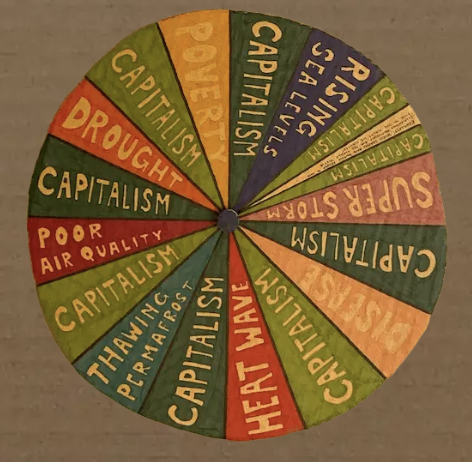 CAPITALISM
RISING
SEA LEVELS
CAPITALISM
CAPITALISM
SUPER STORM
CAPITALISM
DISEASE
CAPITALISM
HEAT WAVE
CAPITALISM
THAWING
PERMAFROST
CAPITALISM
POOR
AIR QUALITY
CAPITALISM
DROUGHT
CAPITALISM
POVERTY